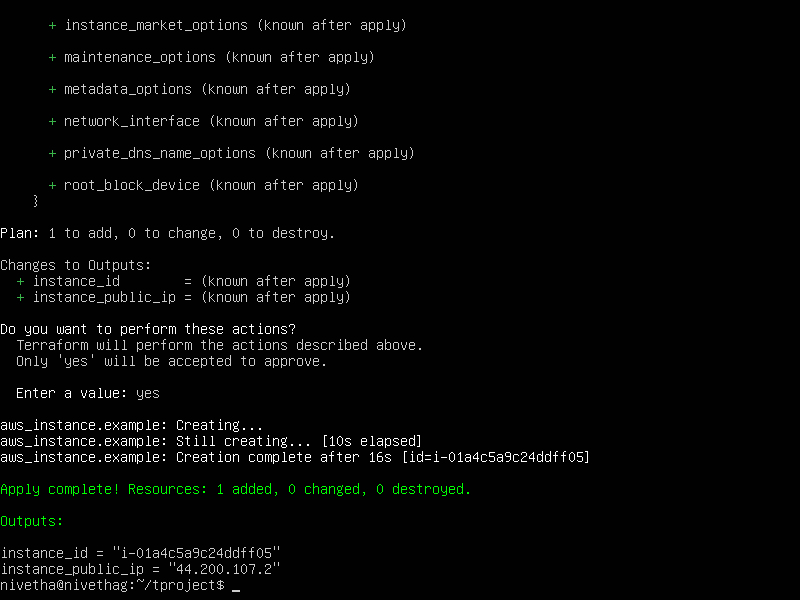 + instance_market_options (known after apply)
+ maintenance_options (known after apply)
+ metadata_options (known after apply)
+ network_interface (known after apply)
+ private_dns_name_options (known after apply)
+ root_block_device (known after apply)
}
Plan: 1 to add, 0 to change, 0 to destroy.
Changes to Outputs:
+ instance_id        = (known after apply)
+ instance_public_ip = (known after apply)
Do you want to perform these actions?
Terraform will perform the actions described above.
Only 'yes' will be accepted to approve.
Enter a value: yes
aws_instance.example: Creating...
aws_instance.example: Still creating... [10s elapsed]
aws_instance.example: Creation complete after 16s [id=i-01a4c5a9c24ddff05]
Apply complete! Resources: 1 added, 0 changed, 0 destroyed.
Outputs:
instance_id = "i-01a4c5a9c24ddff05"
instance_public_ip = "44.200.107.2"
nivetha@nivethag:~/tproject$ _